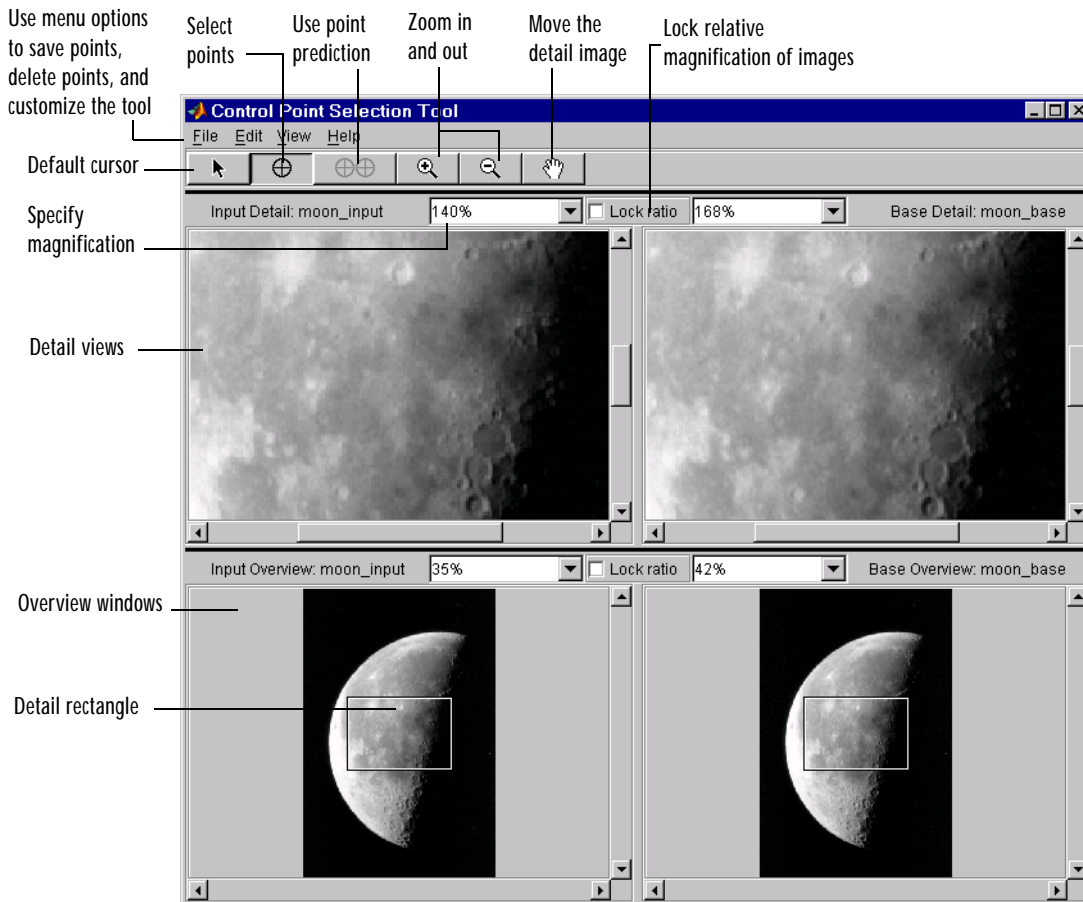 Use menu options
to save points,
delete points, and
customize the tool
Select
points
Use point
prediction
Zoom in
and out
Move the
detail image
Lock relative
magnification of images
Control Point Selection Tool
File Edit View Help
Default cursor
Specify
magnification
Input Detail: moon_input 140% Lock ratio 168% Base Detail: moon_base
Detail views
Input Overview: moon_input 35% Lock ratio 42% Base Overview: moon_base
Overview windows
Detail rectangle